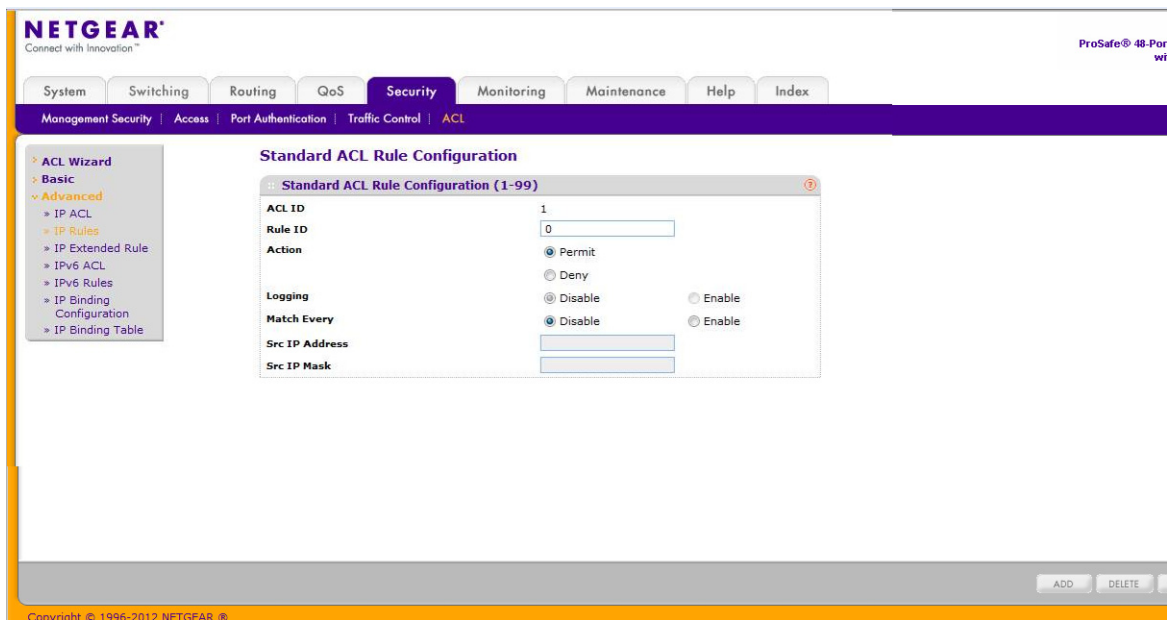 NETGEAR®
Connect with Innovation™
ProSafe® 48-Por
wi
System Switching Routing QoS Security Monitoring Maintenance Help Index
Management Security | Access | Port Authentication | Traffic Control | ACL
ACL Wizard
Basic
Advanced
» IP ACL
» IP Rules
» IP Extended Rule
» IPv6 ACL
» IPv6 Rules
» IP Binding
Configuration
» IP Binding Table
Standard ACL Rule Configuration
Standard ACL Rule Configuration (1-99) ?
ACL ID 1
Rule ID 0
Action Permit
Deny
Logging Disable Enable
Match Every Disable Enable
Src IP Address
Src IP Mask
ADD DELETE
Copyright © 1996-2012 NETGEAR ®